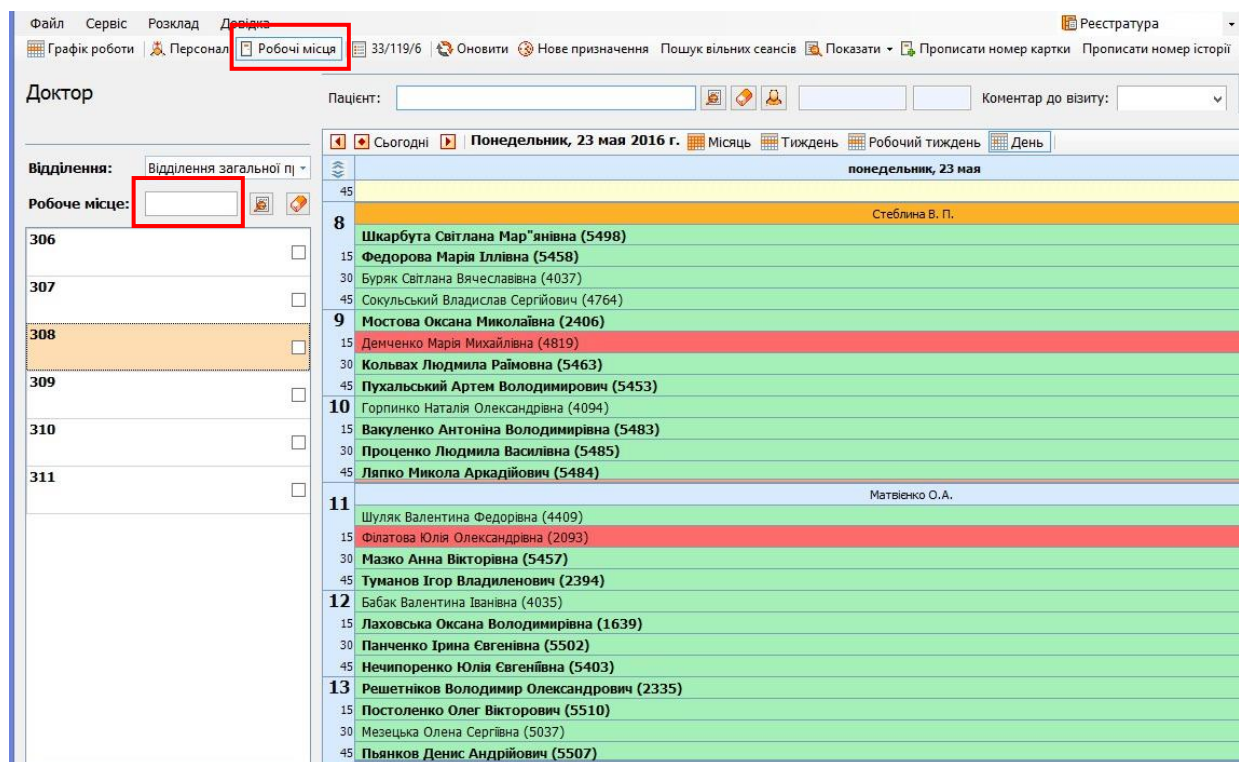 Файл Сервіс Розклад Довідка Реєстратура
Графік роботи Персонал Робочі місця 33/119/6 Оновити Нове призначення Пошук вільних сеансів Показати Прописати номер картки Прописати номер історії
Доктор
Пацієнт: Коментар до візиту:
Сьогодні Понедельник, 23 мая 2016 г. Місяць Тиждень Робочий тиждень День
Відділення: Відділення загальної п
понедельник, 23 мая
Робоче місце:
306
307
308
309
310
311
45
Стеблина В. П.
8 Шкарбута Світлана Мар"янівна (5498)
15 Федорова Марія Іллівна (5458)
30 Буряк Світлана Вячеславівна (4037)
45 Сокульський Владислав Сергійович (4764)
9 Мостова Оксана Миколаївна (2406)
15 Демченко Марія Михайлівна (4819)
30 Кольвах Людмила Раїмовна (5463)
45 Пухальський Артем Володимирович (5453)
10 Горпинко Наталія Олександрівна (4094)
15 Вакуленко Антоніна Володимирівна (5483)
30 Проценко Людмила Василівна (5485)
45 Ляпко Микола Аркадійович (5484)
Матвієнко О.А.
11 Шуляк Валентина Федорівна (4409)
15 Філатова Юлія Олександрівна (2093)
30 Мазко Анна Вікторівна (5457)
45 Туманов Ігор Владиленович (2394)
12 Бабак Валентина Іванівна (4035)
15 Лаховська Оксана Володимирівна (1639)
30 Панченко Ірина Євгенівна (5502)
45 Нечипоренко Юлія Євгеніївна (5403)
13 Решетніков Володимир Олександрович (2335)
15 Постоленко Олег Вікторович (5510)
30 Мезецька Олена Сергіївна (5037)
45 Пьянков Денис Андрійович (5507)